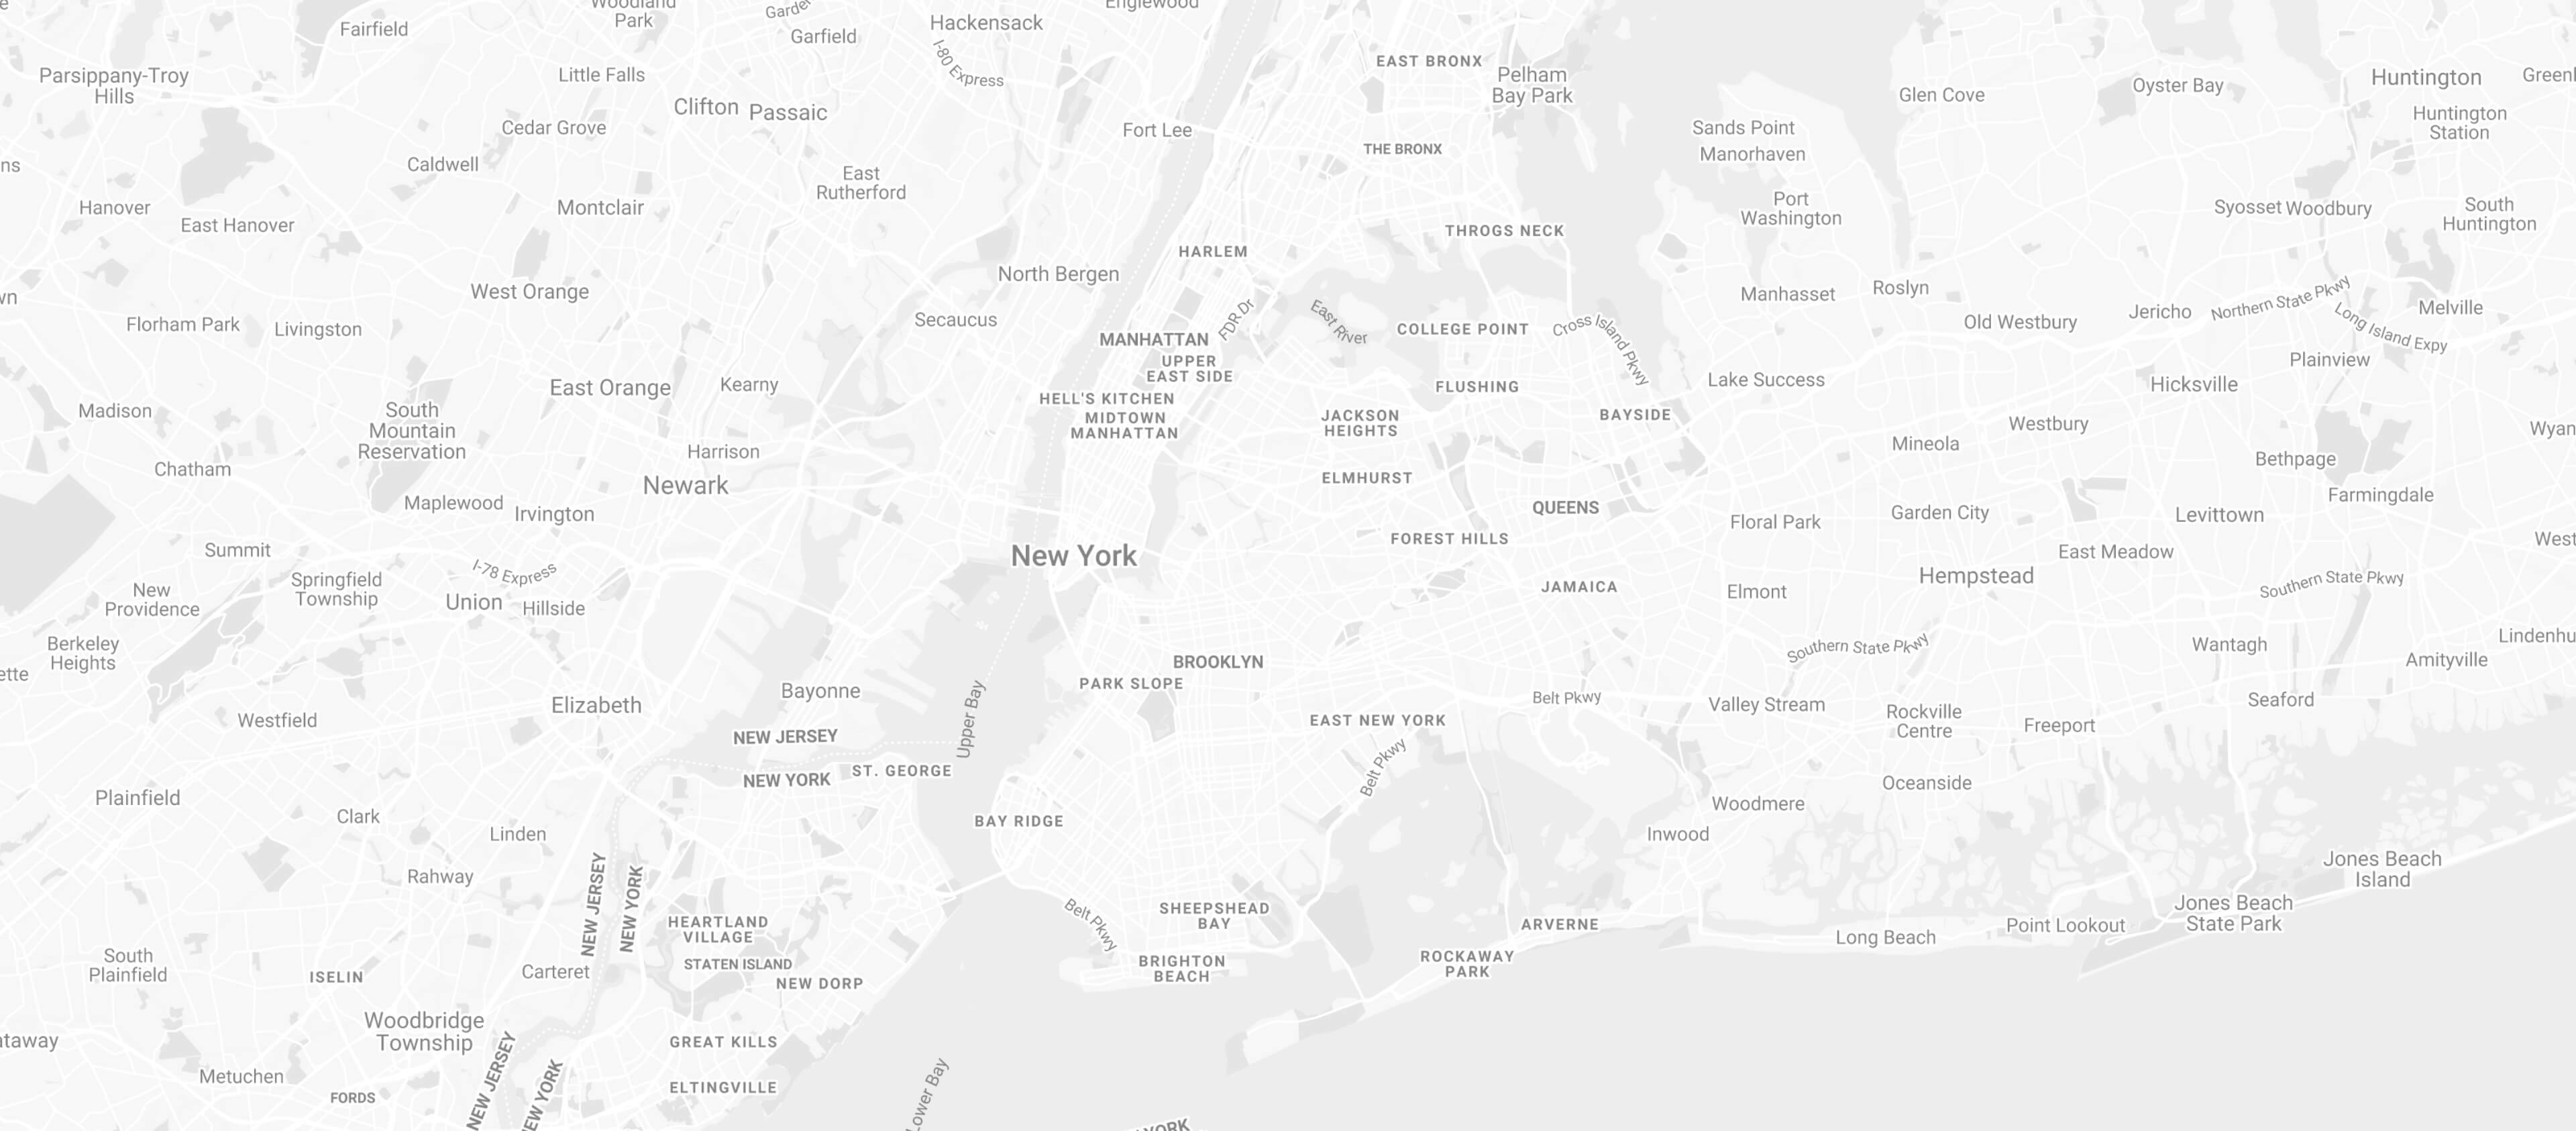 Woodland
Park
Garfield
Hackensack
Fairfield
EAST BRONX
Pelham
Bay Park
Parsippany-Troy
Hills
Little Falls
I-80 Express
Clifton
Passaic
Glen Cove
Oyster Bay
Huntington
Huntington
Station
Cedar Grove
Fort Lee
Sands Point
Manorhaven
THE BRONX
Caldwell
East
Rutherford
Port
Washington
Hanover
East Hanover
Montclair
THROGS NECK
Syosset
Woodbury
South
Huntington
HARLEM
North Bergen
West Orange
Manhasset
Roslyn
Northern State Pkwy
Jericho
Melville
Florham Park
Livingston
Secaucus
FDR Dr
East River
COLLEGE POINT
Cross Island Pkwy
Old Westbury
Long Island Expy
MANHATTAN
UPPER
EAST SIDE
Plainview
East Orange
Kearny
FLUSHING
Lake Success
Hicksville
HELL'S KITCHEN
MIDTOWN
MANHATTAN
Madison
South
Mountain
Reservation
JACKSON
HEIGHTS
BAYSIDE
Westbury
Mineola
Harrison
Chatham
Bethpage
ELMHURST
Newark
Maplewood
Irvington
QUEENS
Farmingdale
Floral Park
Garden City
Levittown
FOREST HILLS
Summit
New York
East Meadow
I-78 Express
Springfield
Township
New
Providence
Union
Hillside
JAMAICA
Elmont
Hempstead
Southern State Pkwy
Berkeley
Heights
Southern State Pkwy
Wantagh
BROOKLYN
PARK SLOPE
Amityville
Bayonne
Elizabeth
Upper Bay
Belt Pkwy
Valley Stream
Seaford
Westfield
NEW JERSEY
EAST NEW YORK
Rockville
Centre
Freeport
NEW YORK
ST. GEORGE
Belt Pkwy
Oceanside
Plainfield
Clark
Linden
BAY RIDGE
Woodmere
Inwood
Rahway
NEW JERSEY
NEW YORK
Jones Beach
Island
HEARTLAND
VILLAGE
Belt Pkwy
SHEEPSHEAD
BAY
ARVERNE
Long Beach
Point Lookout
Jones Beach
State Park
South
Plainfield
ISELIN
Carteret
STATEN ISLAND
NEW DORP
BRIGHTON
BEACH
ROCKAWAY
PARK
Woodbridge
Township
GREAT KILLS
Metuchen
FORDS
NEW JERSEY
ELTINGVILLE
Lower Bay